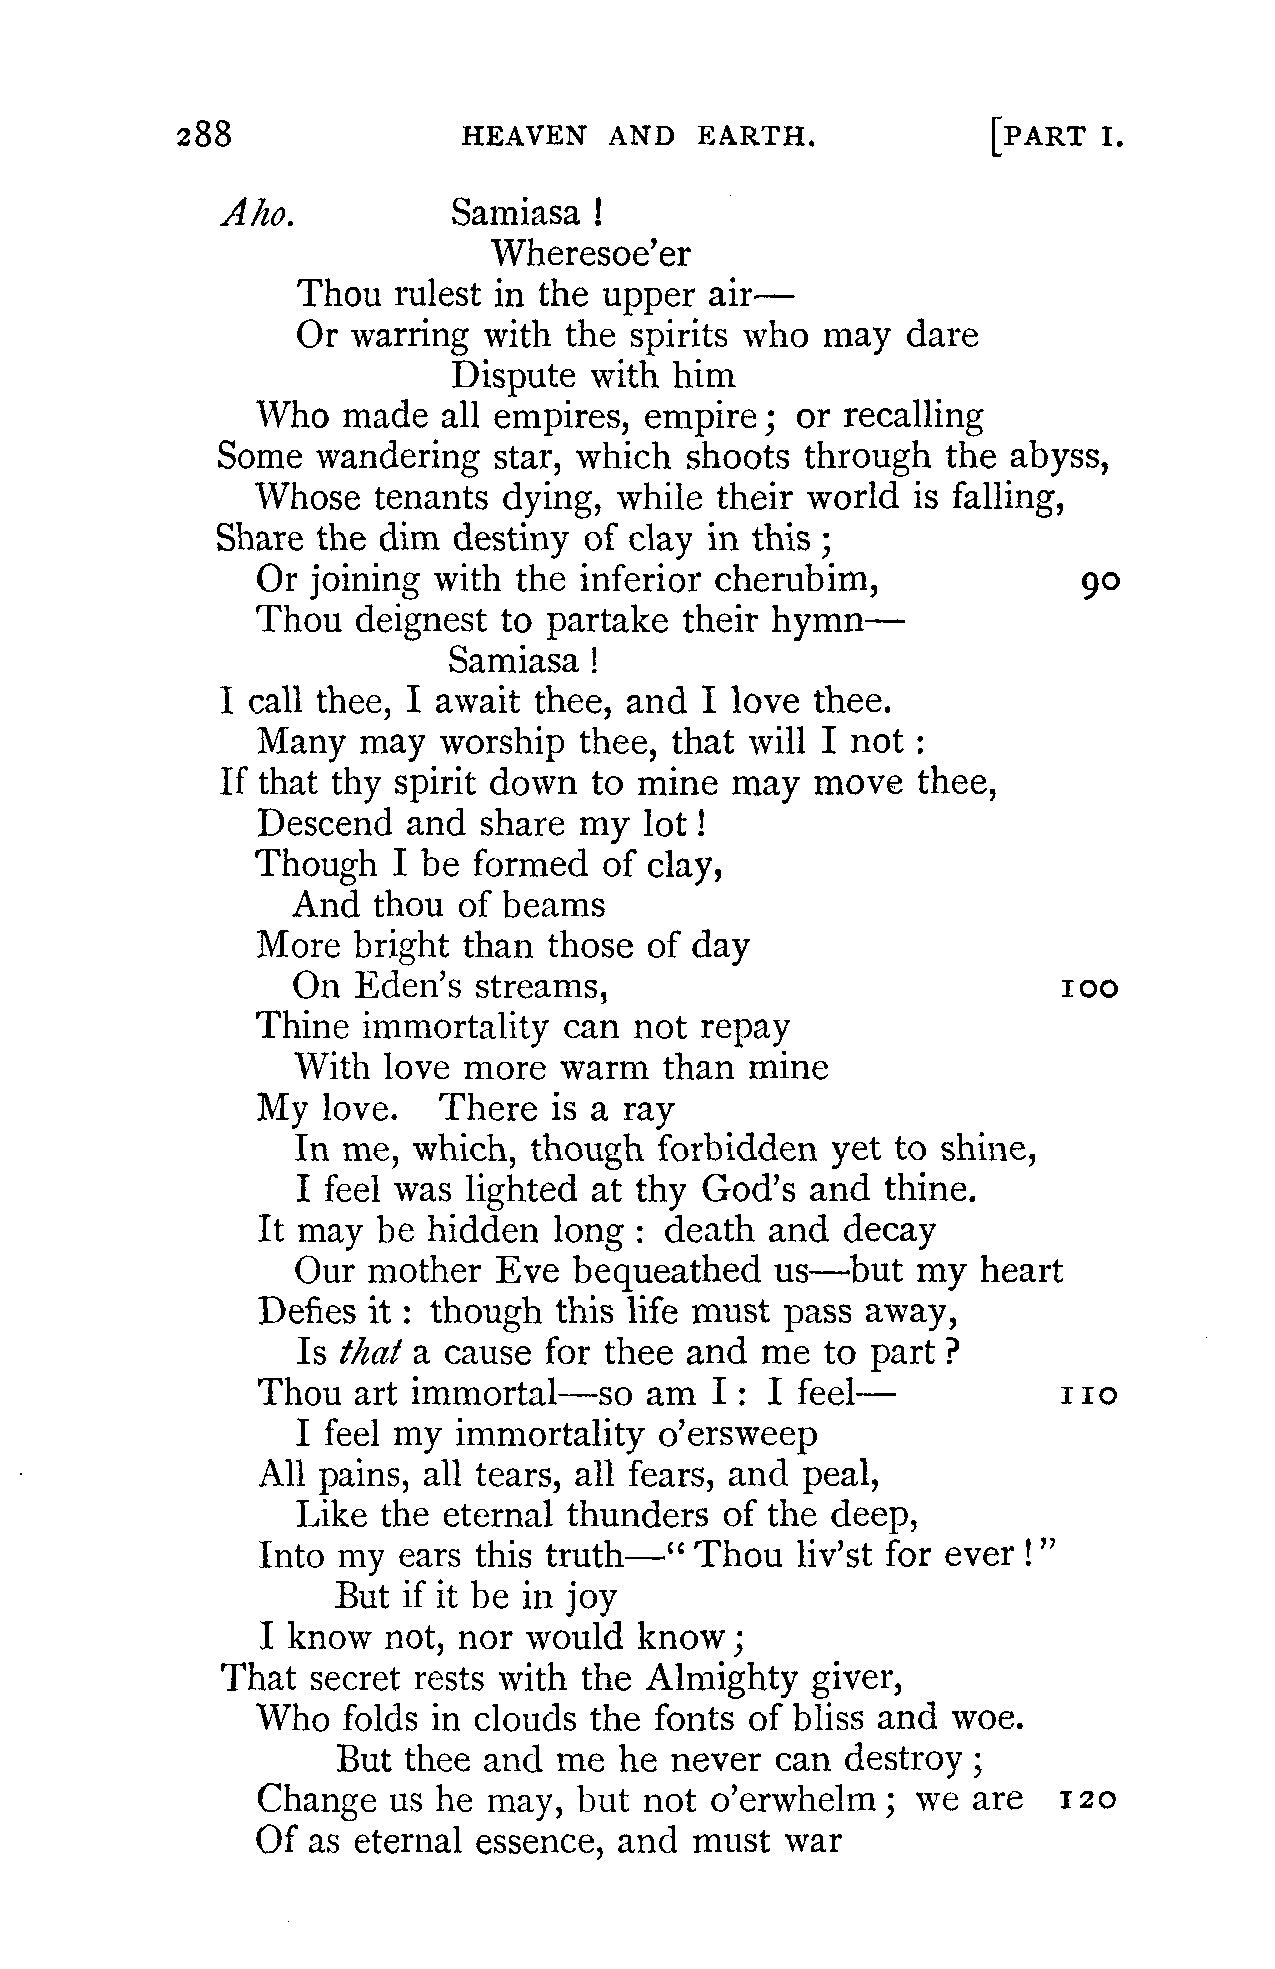 288 HEAVEN AND EARTH. [PART I.
Aho. Samiasa !
Wheresoe'er
Thou rulest in the upper air—
Or warring with the spirits who may dare
Dispute with him
Who made all empires, empire ; or recalling
Some wandering star, which shoots through the abyss,
Whose tenants dying, while their world is falling,
Share the dim destiny of clay in this ;
Or joining with the inferior cherubim, 90
Thou deignest to partake their hymn—
Samiasa !
I call thee, I await thee, and I love thee.
Many may worship thee, that will I not :
If that thy spirit down to mine may move thee,
Descend and share my lot !
Though I be formed of clay,
And thou of beams
More bright than those of day
On Eden's streams, 100
Thine immortality can not repay
With love more warm than mine
My love. There is a ray
In me, which, though forbidden yet to shine,
I feel was lighted at thy God's and thine.
It may be hidden long : death and decay
Our mother Eve bequeathed us—but my heart
Defies it : though this life must pass away,
Is that a cause for thee and me to part ?
Thou art immortal—so am I : I feel— 110
I feel my immortality o'ersweep
All pains, all tears, all fears, and peal,
Like the eternal thunders of the deep,
Into my ears this truth—“ Thou liv'st for ever ! ”
But if it be in joy
I know not, nor would know ;
That secret rests with the Almighty giver,
Who folds in clouds the fonts of bliss and woe.
But thee and me he never can destroy ;
Change us he may, but not o'erwhelm ; we are 120
Of as eternal essence, and must war